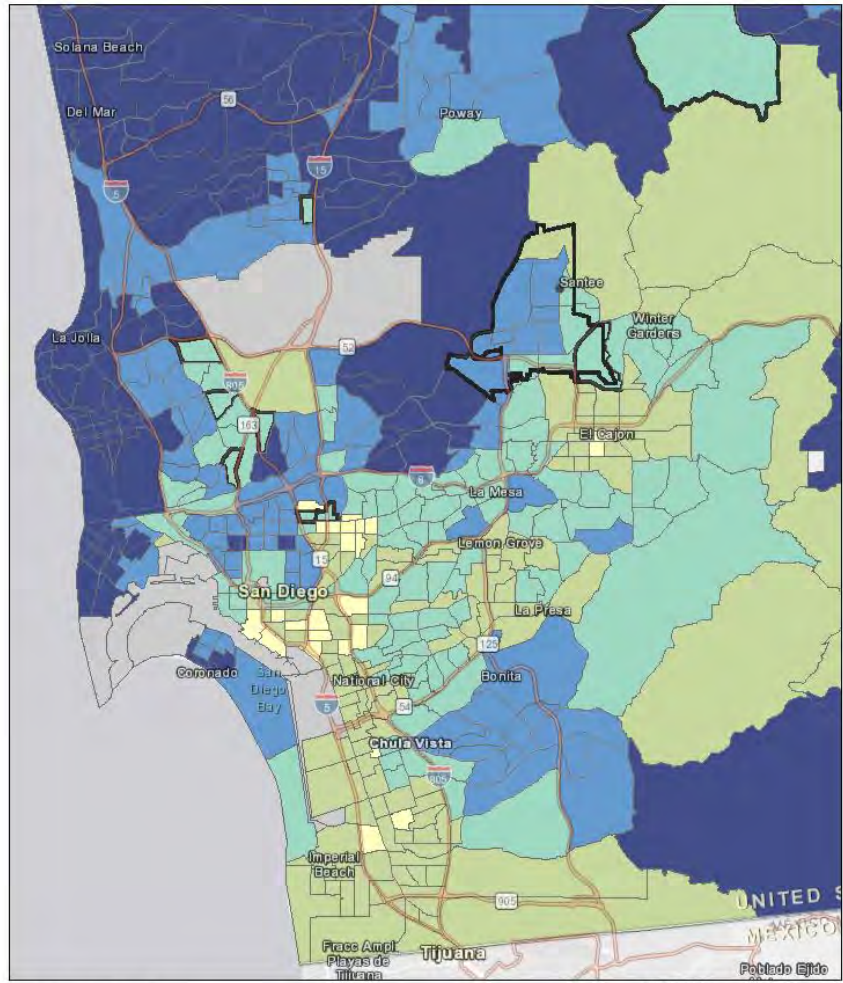 Solana Beach
56
Del Mar
Poway
15
5
Santee
Winter
Gardens
La Jolla
52
805
163
El Cajon
8
La Mesa
Lemon Grove
15
94
San Diego
La Presa
125
Coronado
San
Diego
Bay
National City
Bonita
5
54
Chula Vista
805
Imperial
Beach
905
UNITED S
MEXICO
Fracc Ampl
Playas de
Tijuana
Tijuana
Poblado Ejido